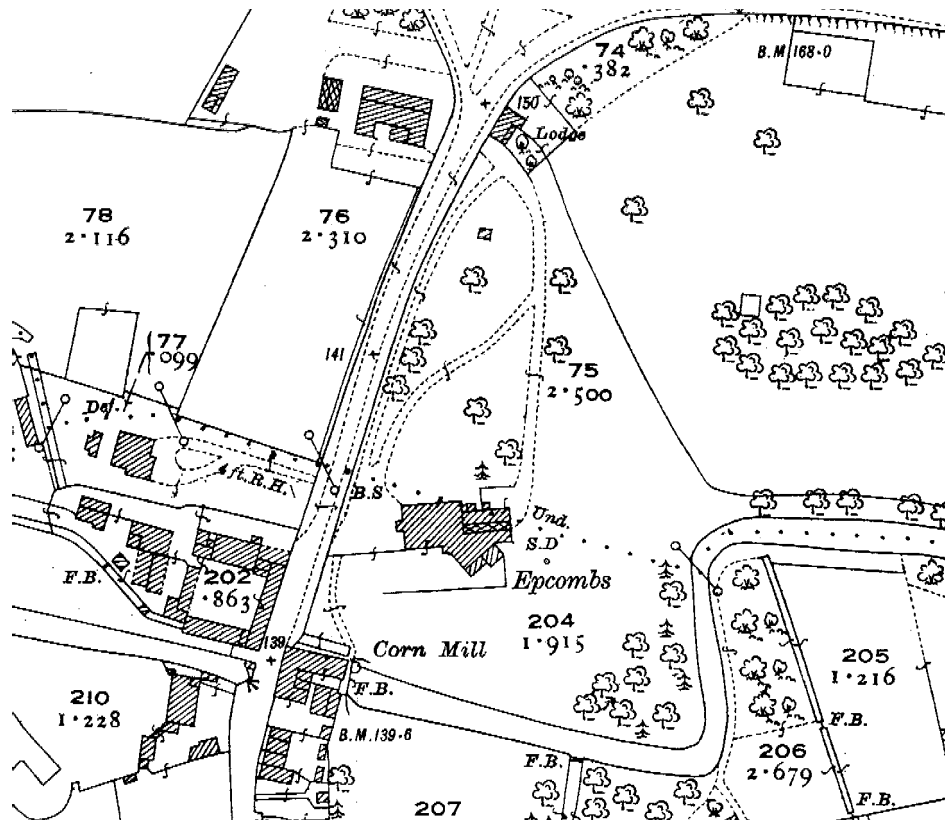 74
·382
B.M.168·0
150
Lodge
78
2·116
76
2·310
141
77
·099
75
2·500
Def.
4ft.R.H.
B.S
Und.
S.D
Epcombs
F.B.
202
·863
204
1·915
139
Corn Mill
205
1·216
210
1·228
F.B.
B.M.139·6
F.B.
F.B.
206
2·679
F.B.
207